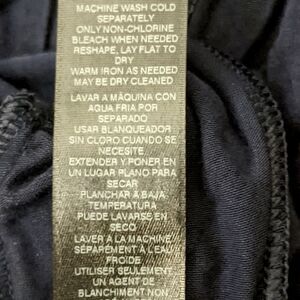 MACHINE WASH COLD
SEPARATELY
ONLY NON-CHLORINE
BLEACH WHEN NEEDED
RESHAPE, LAY FLAT TO
DRY
WARM IRON AS NEEDED
MAY BE DRY CLEANED
LAVAR A MÁQUINA CON
AGUA FRIA POR
SEPARADO
USAR BLANQUEADOR
SIN CLORO CUANDO SE
NECESITE
EXTENDER Y PONER EN
UN LUGAR PLANO PARA
SECAR
PLANCHAR A BAJA
TEMPERATURA
PUEDE LAVARSE EN
SECO
LAVER A LA MACHINE
SÉPARÉMENT À L'EAU
FROIDE
UTILISER SEULEMENT
UN AGENT DE
BLANCHIMENT NON